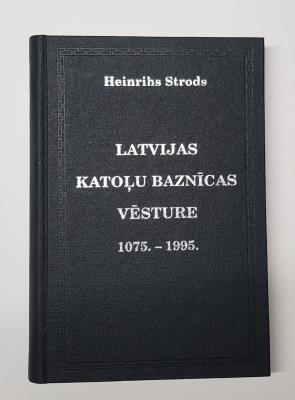 Heinrihs Strods
LATVIJAS
KATOĻU BAZNĪCAS
VĒSTURE
1075. – 1995.